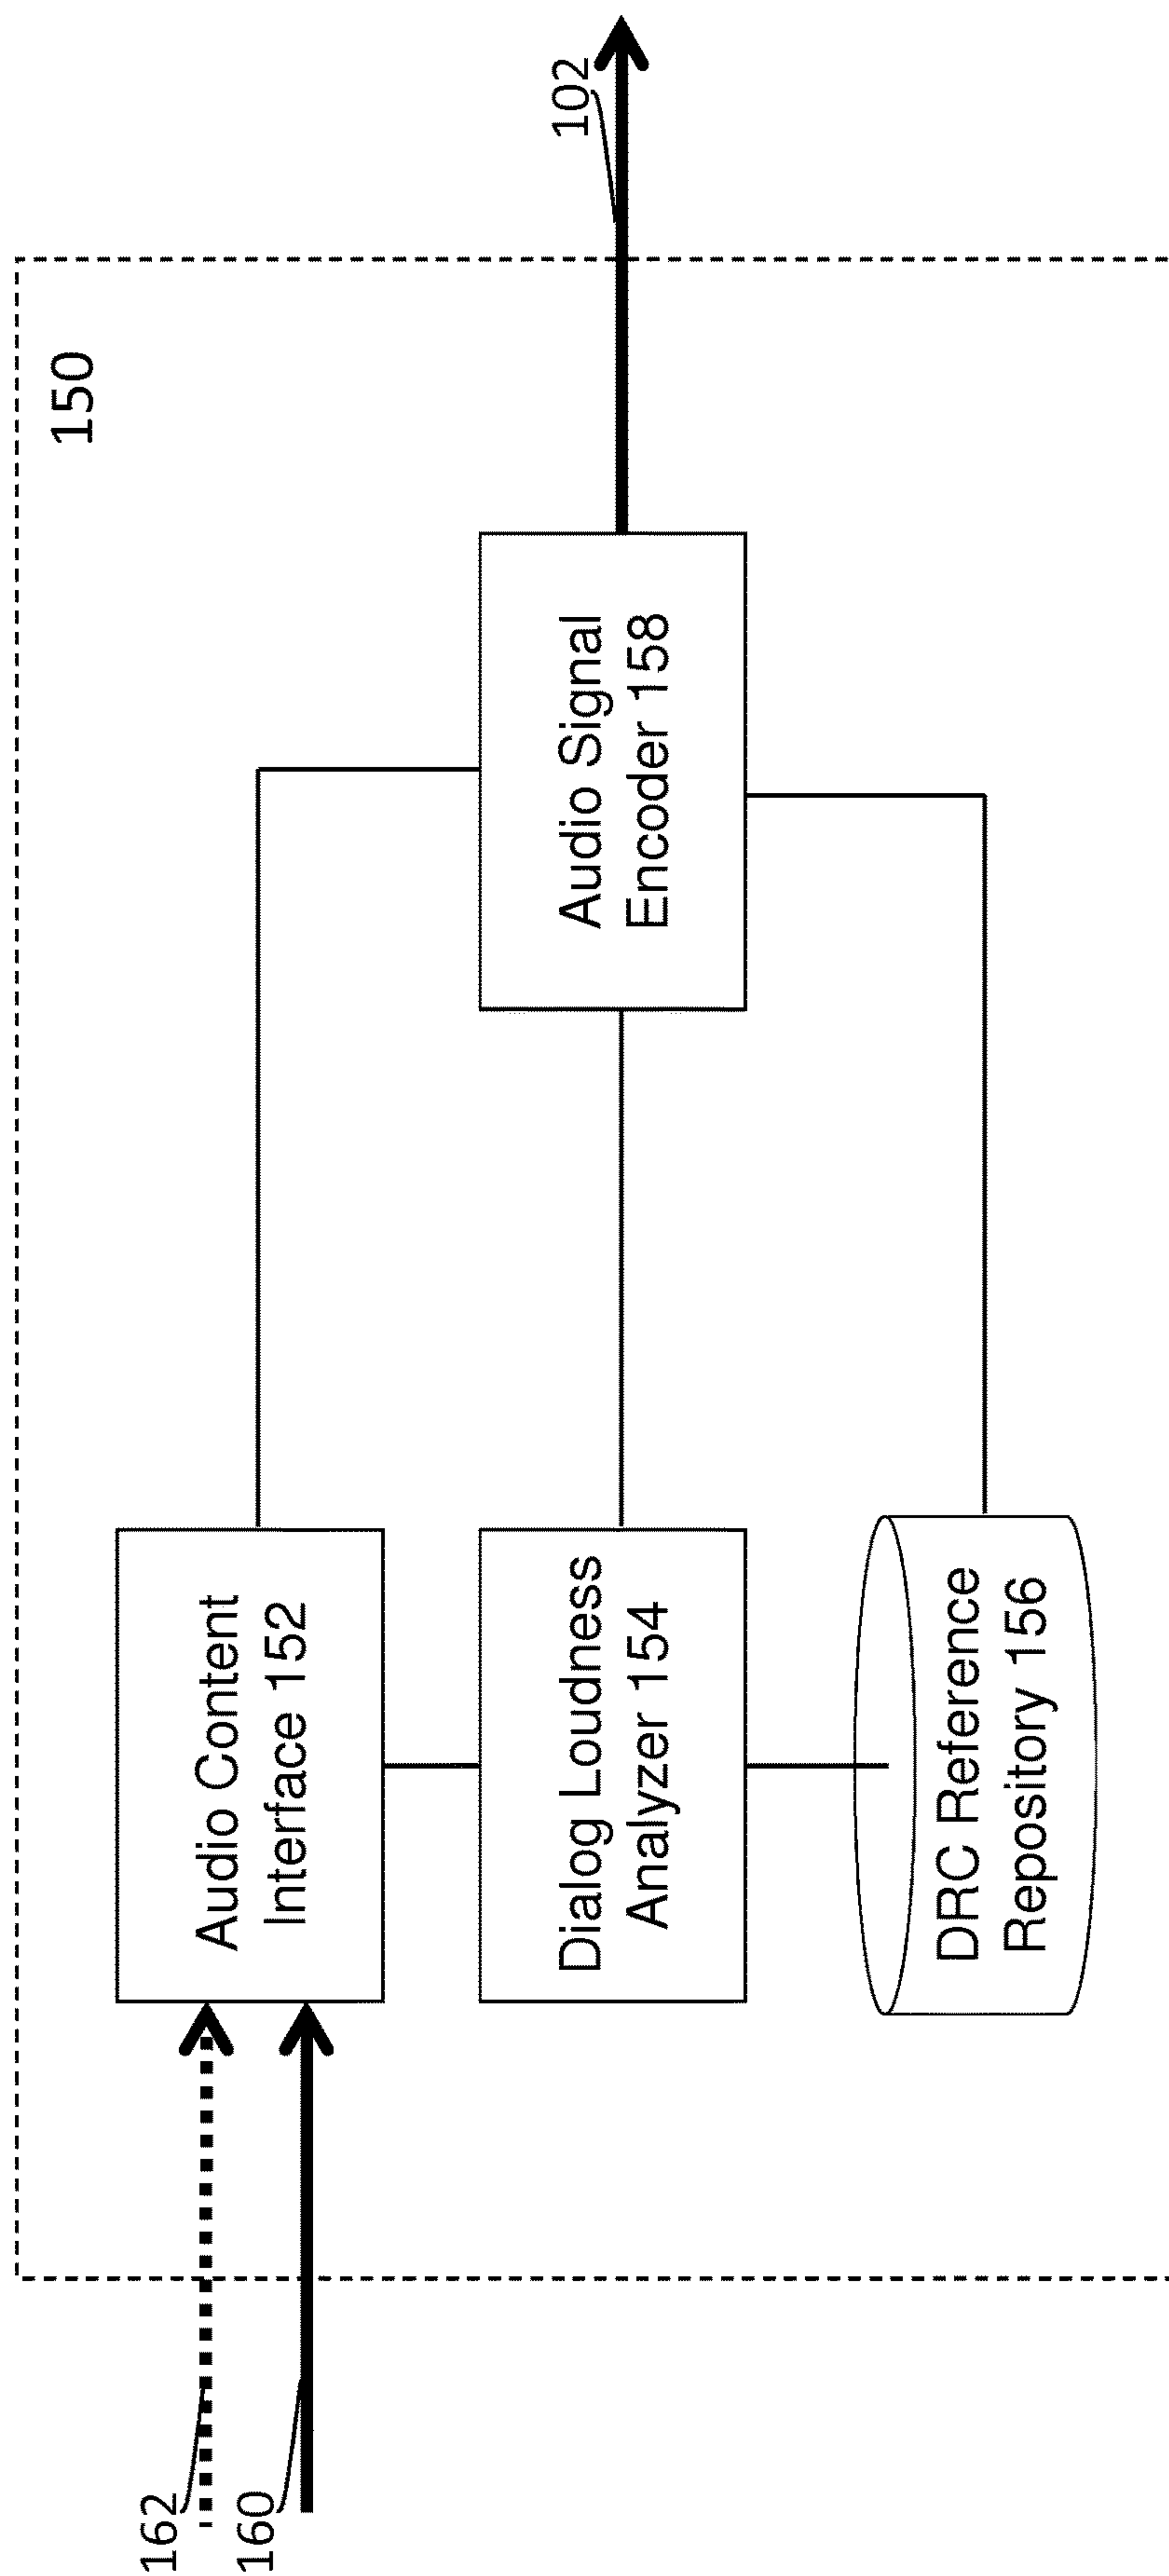 150
162
160
Audio Content
Interface 152
Dialog Loudness
Analyzer 154
DRC Reference
Repository 156
Audio Signal
Encoder 158
102